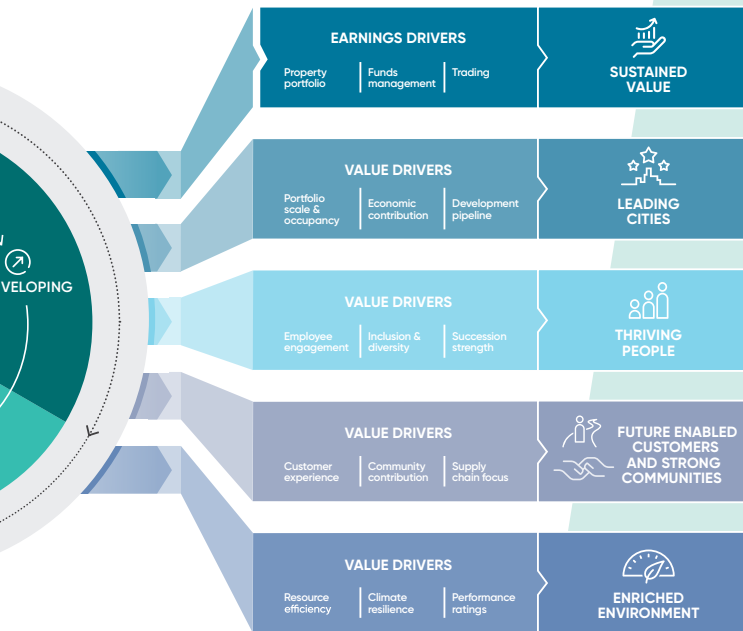 EARNINGS DRIVERS
Property
portfolio
Funds
management
Trading
SUSTAINED
VALUE
VALUE DRIVERS
Portfolio
scale &
occupancy
Economic
contribution
Development
pipeline
LEADING
CITIES
VELOPING
VALUE DRIVERS
Employee
engagement
Inclusion &
diversity
Succession
strength
THRIVING
PEOPLE
VALUE DRIVERS
Customer
experience
Community
contribution
Supply
chain focus
FUTURE ENABLED
CUSTOMERS
AND STRONG
COMMUNITIES
VALUE DRIVERS
Resource
efficiency
Climate
resilience
Performance
ratings
ENRICHED
ENVIRONMENT